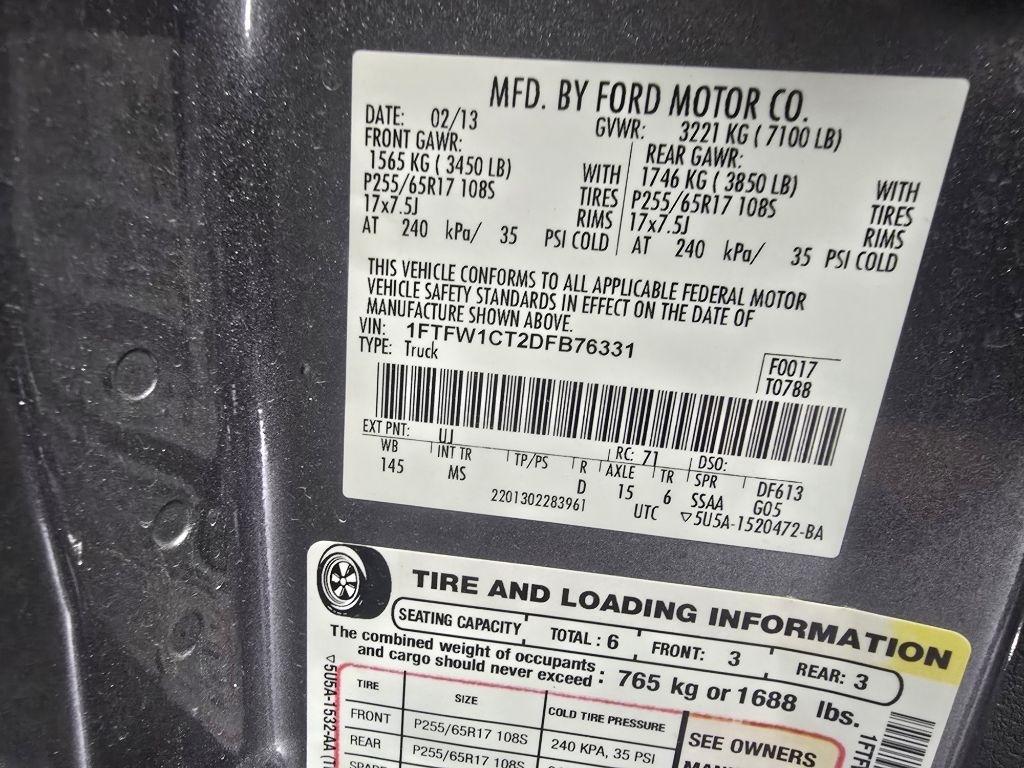 MFD. BY FORD MOTOR CO.
DATE: 02/13 GVWR: 3221 KG ( 7100 LB)
FRONT GAWR: REAR GAWR:
1565 KG ( 3450 LB) WITH 1746 KG ( 3850 LB) WITH
P255/65R17 108S TIRES P255/65R17 108S TIRES
17x7.5J RIMS 17x7.5J RIMS
AT 240 kPa/ 35 PSI COLD AT 240 kPa/ 35 PSI COLD
THIS VEHICLE CONFORMS TO ALL APPLICABLE FEDERAL MOTOR
VEHICLE SAFETY STANDARDS IN EFFECT ON THE DATE OF
MANUFACTURE SHOWN ABOVE.
VIN: 1FTFW1CT2DFB76331
TYPE: Truck
F0017
T0788
EXT PNT: UJ RC: 71 DSO:
WB INT TR TP/PS R AXLE TR SPR DF613
145 MS D 15 6 SSAA G05
2201302283961 UTC ▽5U5A-1520472-BA
TIRE AND LOADING INFORMATION
SEATING CAPACITY TOTAL : 6 FRONT: 3 REAR: 3
The combined weight of occupants
and cargo should never exceed : 765 kg or 1688 lbs.
TIRE SIZE COLD TIRE PRESSURE
FRONT P255/65R17 108S 240 KPA, 35 PSI
REAR P255/65R17 108S
SEE OWNERS
▽5U5A-1532-AA